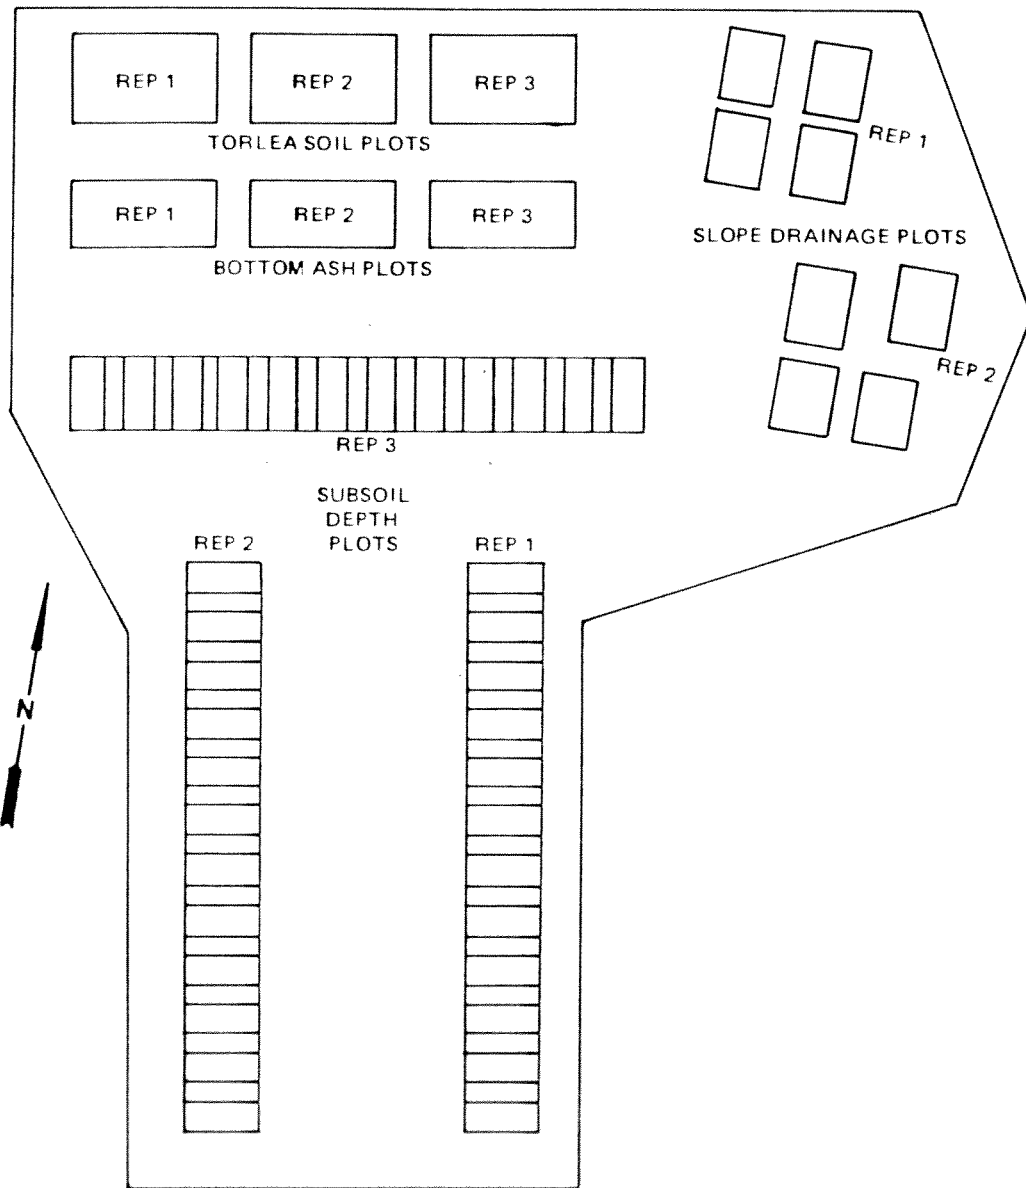 REP 1
REP 2
REP 3
TORLEA SOIL PLOTS
REP 1
REP 2
REP 3
BOTTOM ASH PLOTS
REP 1
SLOPE DRAINAGE PLOTS
REP 2
REP 3
SUBSOIL
DEPTH
PLOTS
REP 2
REP 1
N